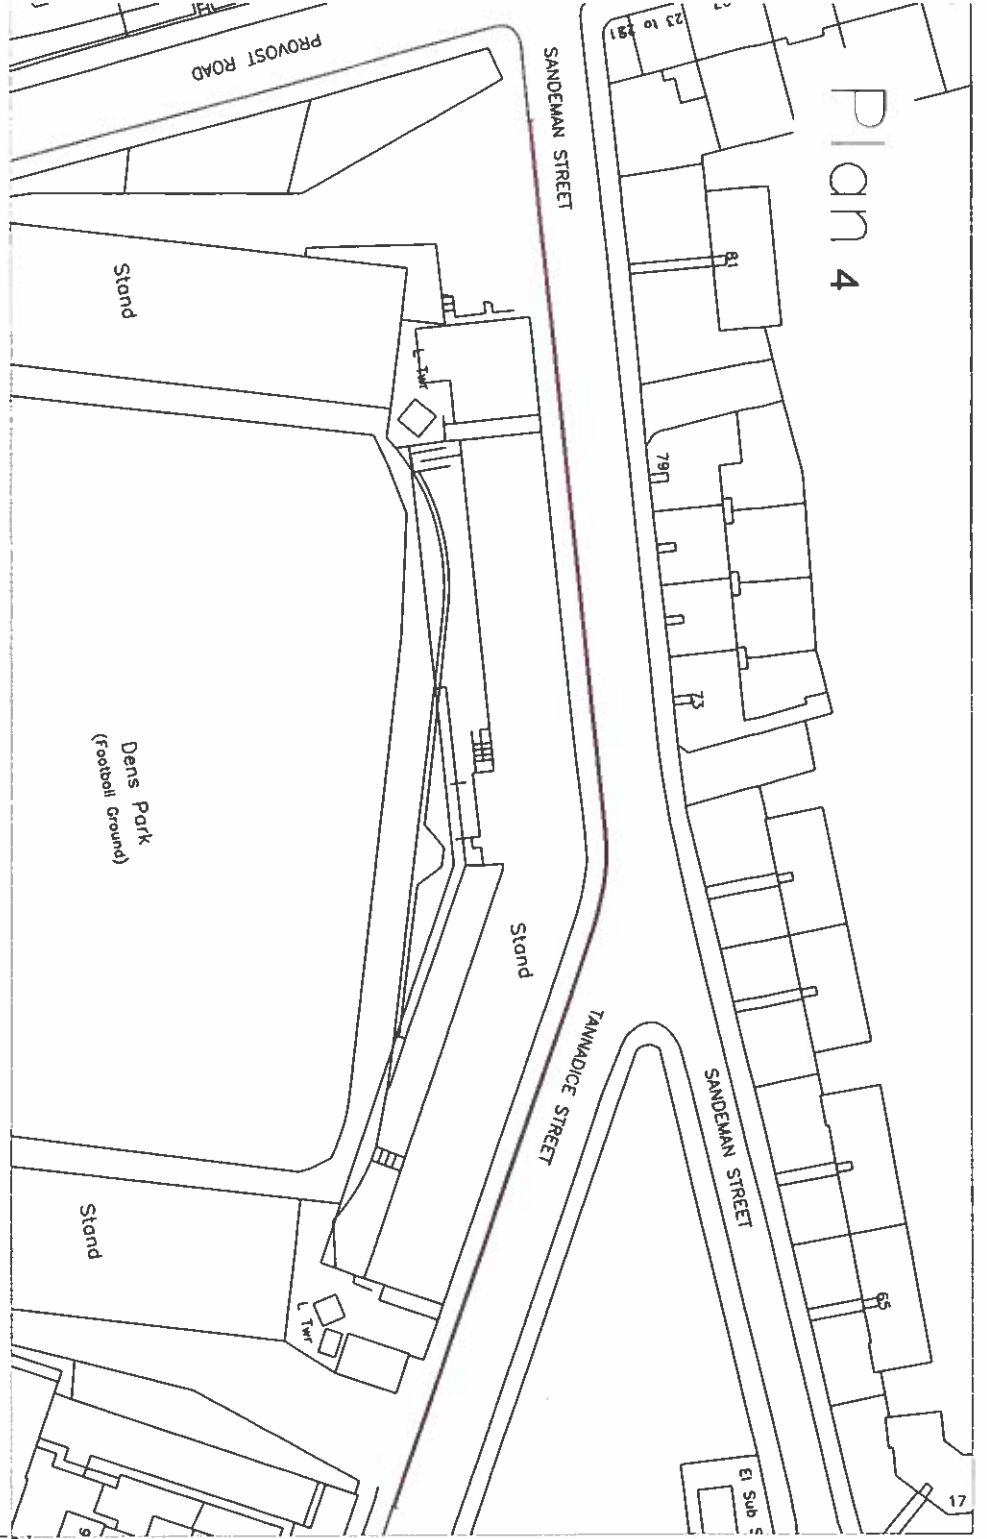 Plan 4
PROVOST ROAD
SANDEMAN STREET
23 to
81
Stand
L Twr
79
73
Dens Park
(Football Ground)
Stand
TANNADICE STREET
SANDEMAN STREET
Stand
65
L Twr
El Sub S
17
9